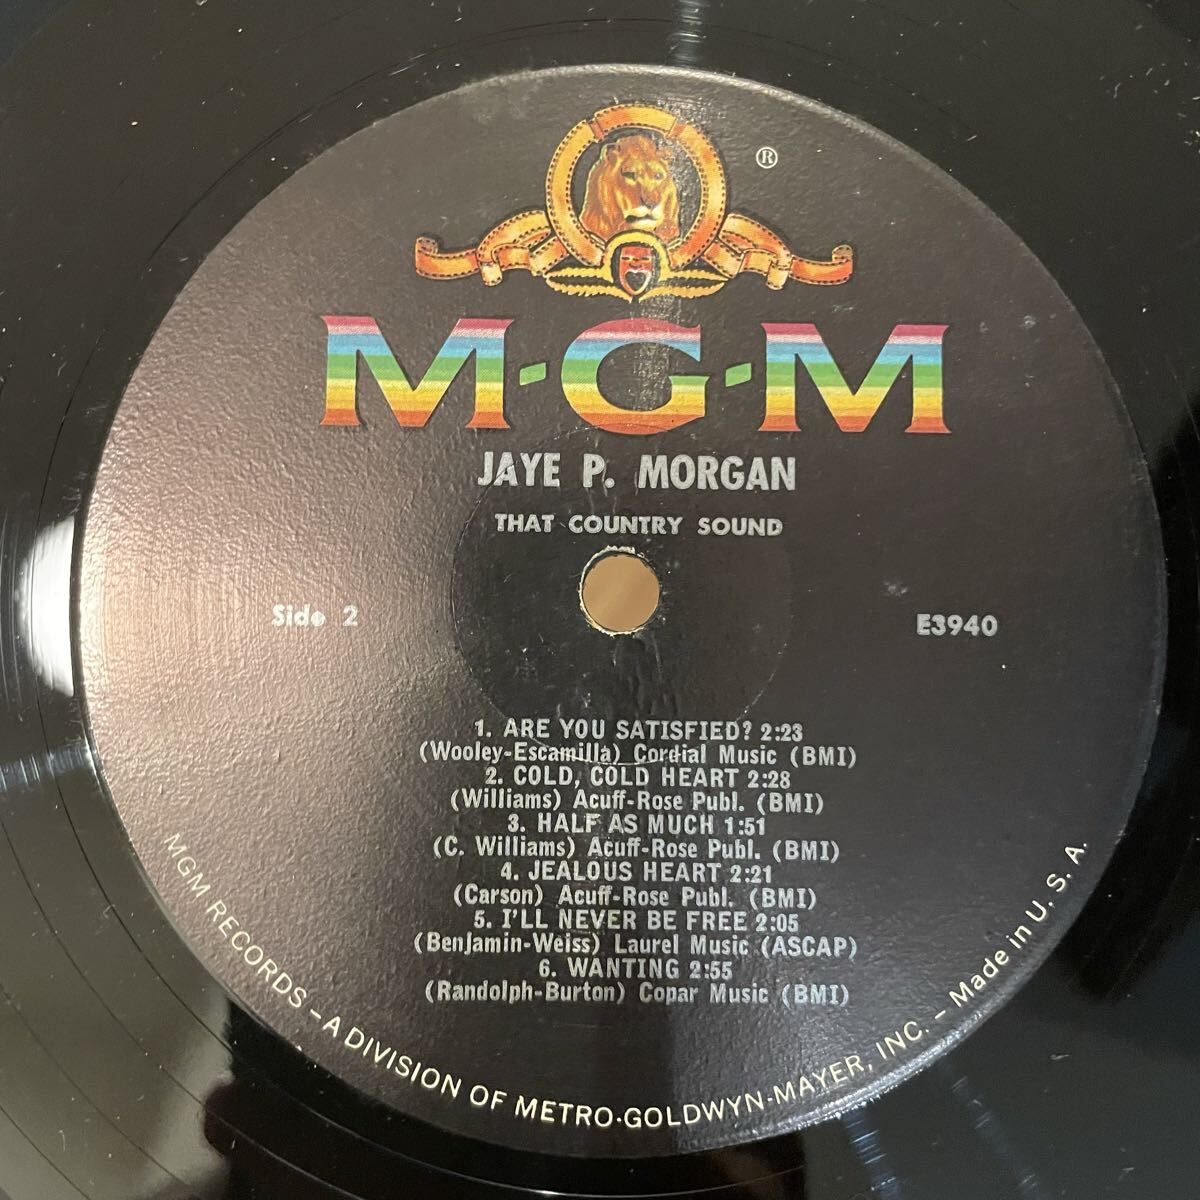 ®
M-G-M
JAYE P. MORGAN
THAT COUNTRY SOUND
Side 2
E3940
1. ARE YOU SATISFIED? 2:23
(Wooley-Escamilla) Cordial Music (BMI)
2. COLD, COLD HEART 2:28
(Williams) Acuff-Rose Publ. (BMI)
3. HALF AS MUCH 1:51
(C. Williams) Acuff-Rose Publ. (BMI)
4. JEALOUS HEART 2:21
(Carson) Acuff-Rose Publ. (BMI)
5. I'LL NEVER BE FREE 2:05
(Benjamin-Weiss) Laurel Music (ASCAP)
6. WANTING 2:55
(Randolph-Burton) Copar Music (BMI)
MGM RECORDS – A DIVISION OF METRO-GOLDWYN-MAYER, INC. – Made in U. S. A.